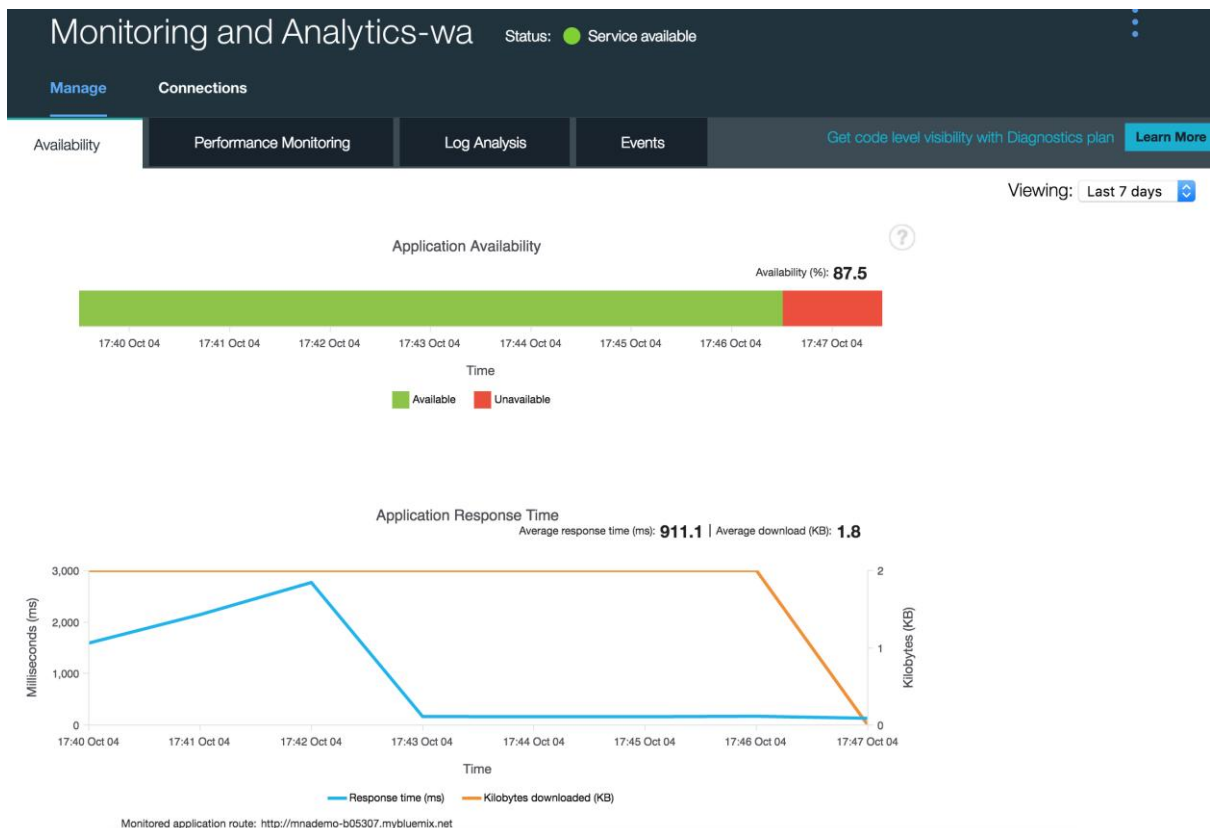 Monitoring and Analytics-wa Status: Service available
Manage Connections
Availability Performance Monitoring Log Analysis Events Get code level visibility with Diagnostics plan Learn More
Viewing: Last 7 days
Application Availability ?
Availability (%): 87.5
17:40 Oct 04 17:41 Oct 04 17:42 Oct 04 17:43 Oct 04 17:44 Oct 04 17:45 Oct 04 17:46 Oct 04 17:47 Oct 04
Time
Available Unavailable
Application Response Time
Average response time (ms): 911.1 | Average download (KB): 1.8
Milliseconds (ms)
3,000
2,000
1,000
0
2
1
0
Kilobytes (KB)
17:40 Oct 04 17:41 Oct 04 17:42 Oct 04 17:43 Oct 04 17:44 Oct 04 17:45 Oct 04 17:46 Oct 04 17:47 Oct 04
Time
Response time (ms) Kilobytes downloaded (KB)
Monitored application route: http://mnademo-b05307.mybluemix.net